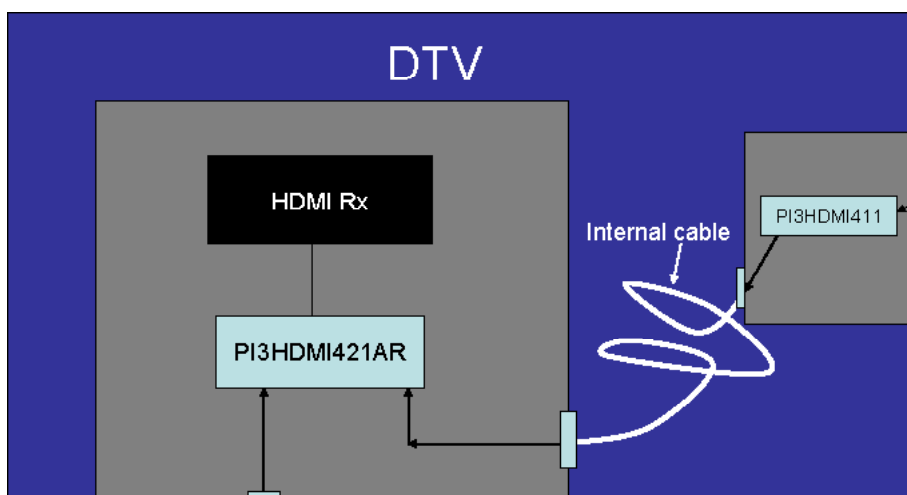 DTV
HDMI Rx
PI3HDMI411
Internal cable
PI3HDMI421AR